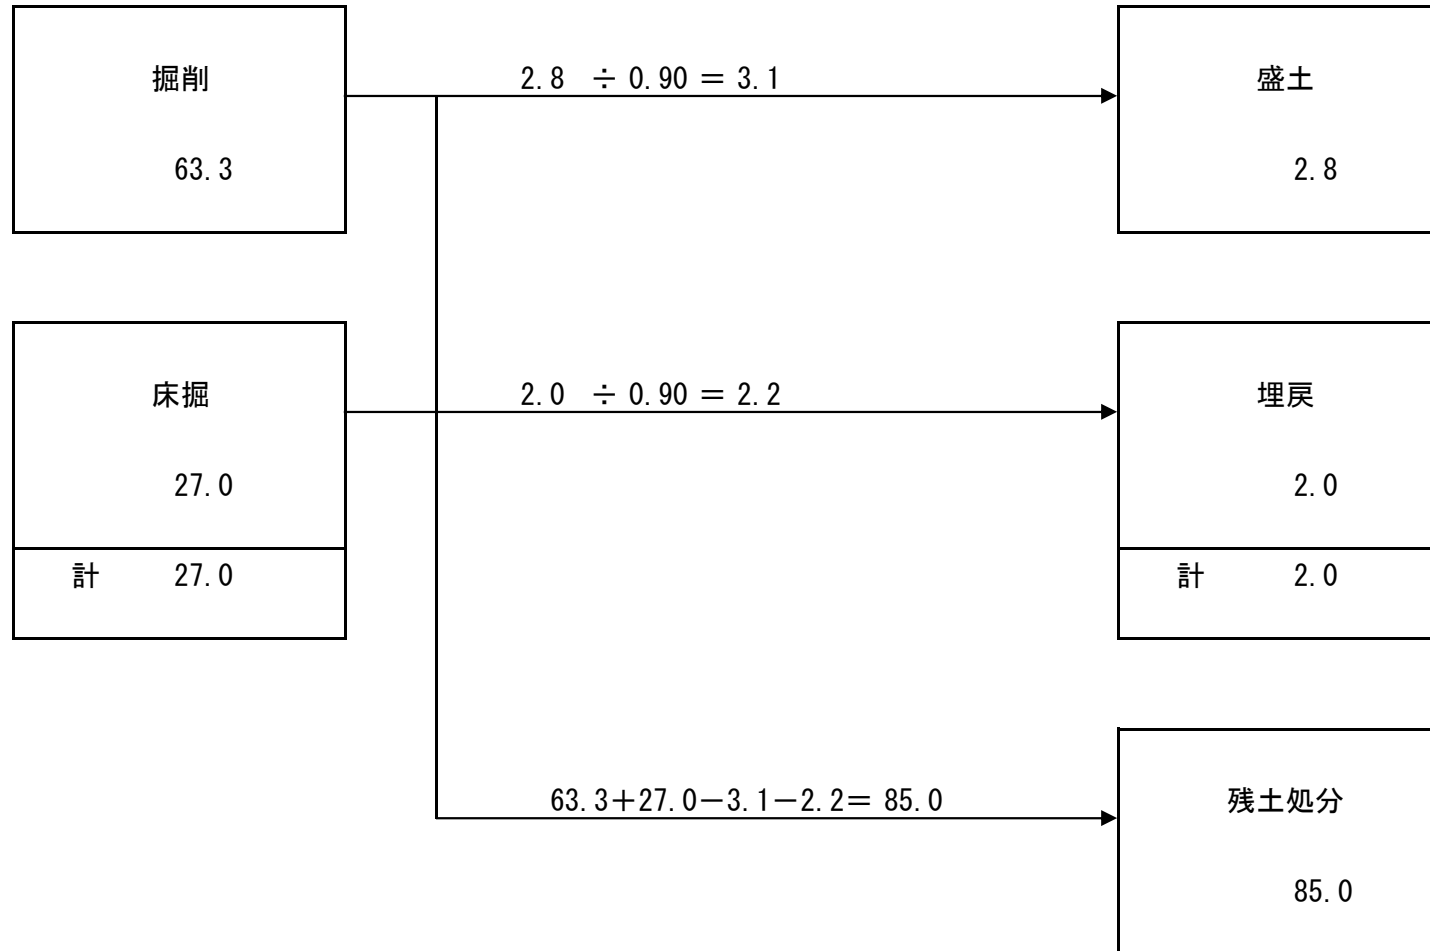 掘削
63.3
2.8 ÷ 0.90 = 3.1
盛土
2.8
床掘
27.0
計 27.0
2.0 ÷ 0.90 = 2.2
埋戻
2.0
計 2.0
63.3+27.0-3.1-2.2= 85.0
残土処分
85.0